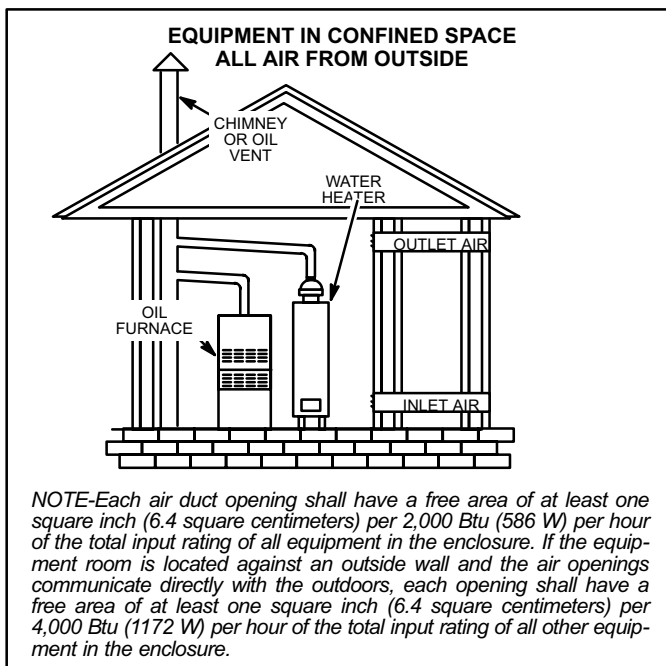 EQUIPMENT IN CONFINED SPACE
ALL AIR FROM OUTSIDE
CHIMNEY
OR OIL
VENT
WATER
HEATER
OUTLET AIR
OIL
FURNACE
INLET AIR
NOTE-Each air duct opening shall have a free area of at least one
square inch (6.4 square centimeters) per 2,000 Btu (586 W) per hour
of the total input rating of all equipment in the enclosure. If the equip-
ment room is located against an outside wall and the air openings
communicate directly with the outdoors, each opening shall have a
free area of at least one square inch (6.4 square centimeters) per
4,000 Btu (1172 W) per hour of the total input rating of all other equip-
ment in the enclosure.